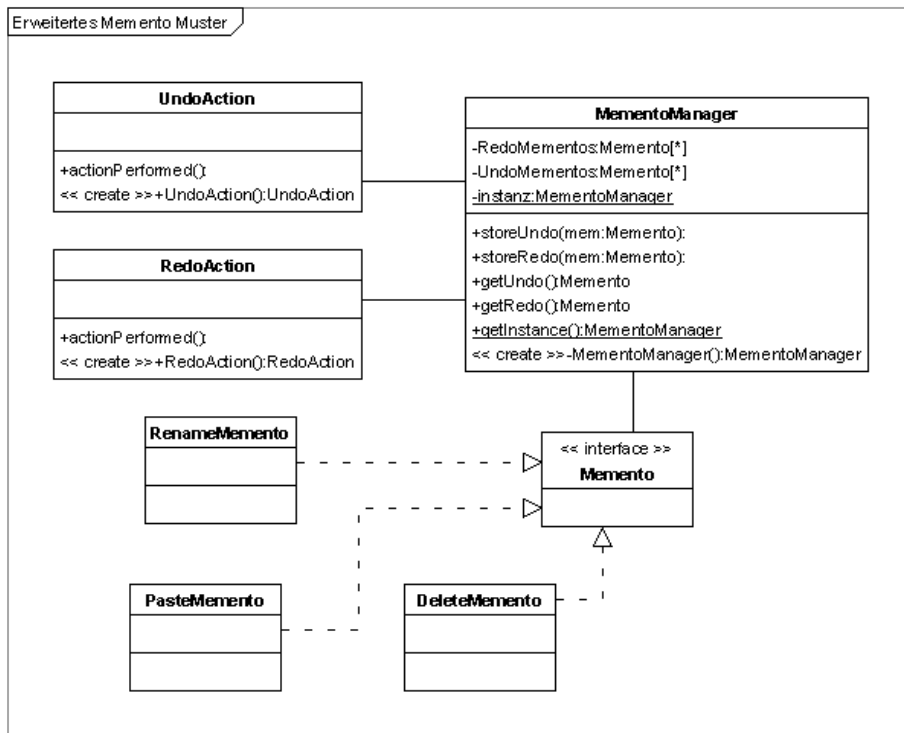 Erweitertes Memento Muster
UndoAction
+actionPerformed():
<< create >>+UndoAction():UndoAction
MementoManager
-RedoMementos:Memento[*]
-UndoMementos:Memento[*]
-instanz:MementoManager
+storeUndo(mem:Memento):
+storeRedo(mem:Memento):
+getUndo():Memento
+getRedo():Memento
+getInstance():MementoManager
<< create >>-MementoManager():MementoManager
RedoAction
+actionPerformed():
<< create >>+RedoAction():RedoAction
RenameMemento
<< interface >>
Memento
PasteMemento
DeleteMemento